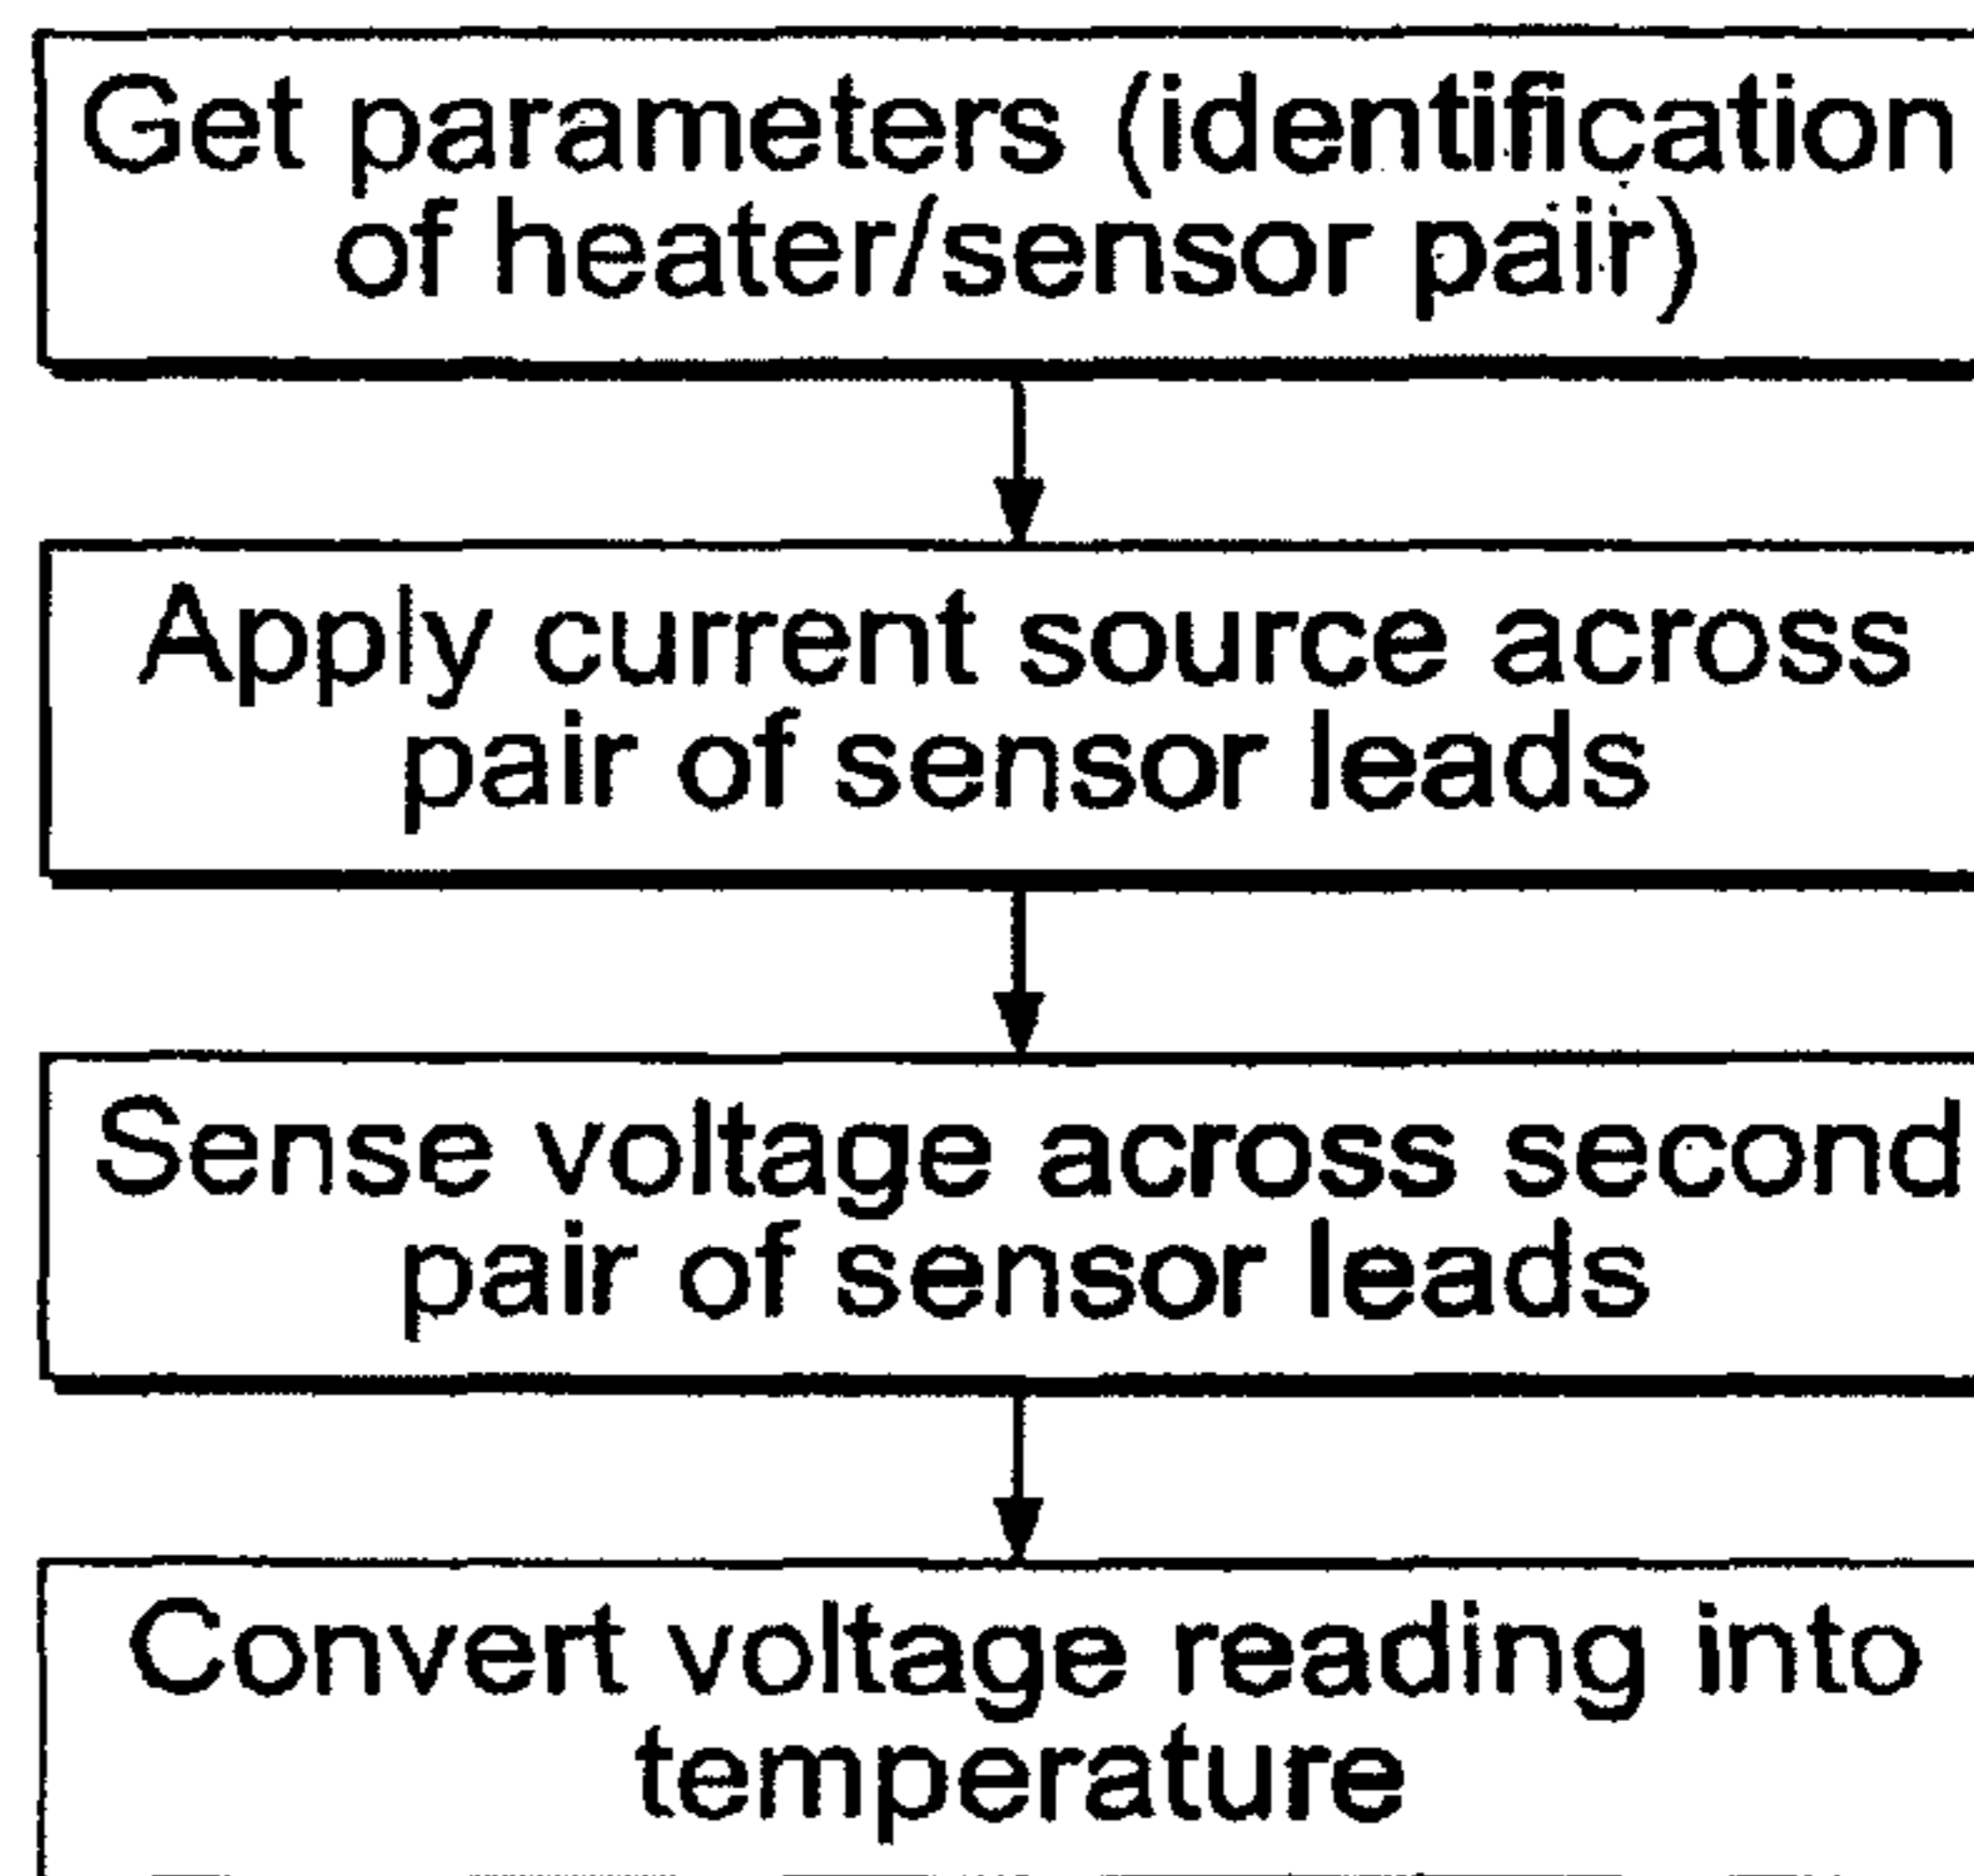 Get parameters (identification
of heater/sensor pair)
Apply current source across
pair of sensor leads
Sense voltage across second
pair of sensor leads
Convert voltage reading into
temperature